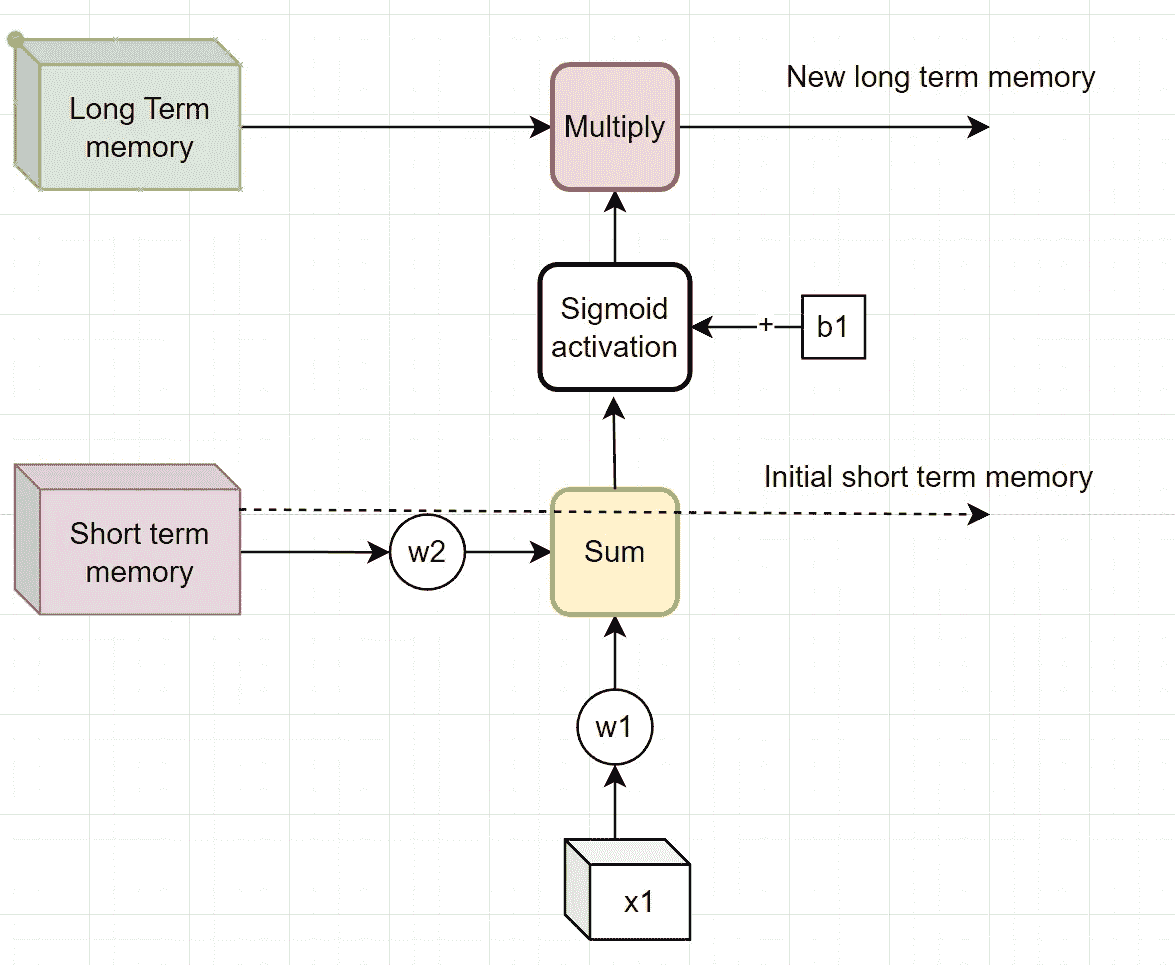 New long term memory
Long Term
memory
Multiply
Sigmoid
activation
+
b1
Initial short term memory
Short term
memory
w2
Sum
w1
x1